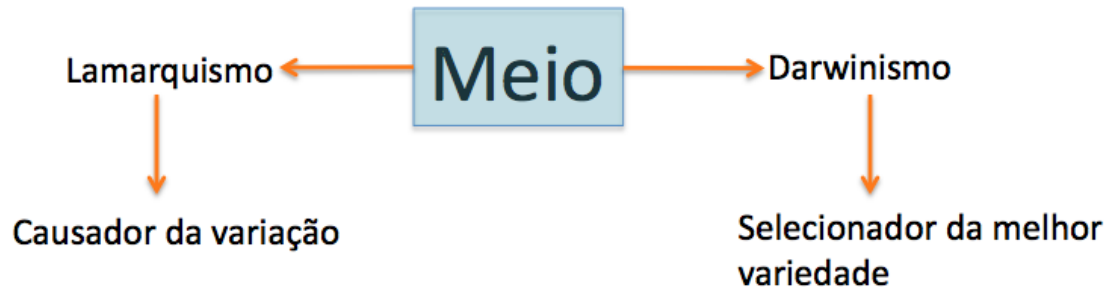 Meio
Lamarquismo
Darwinismo
Causador da variação
Selecionador da melhor
variedade